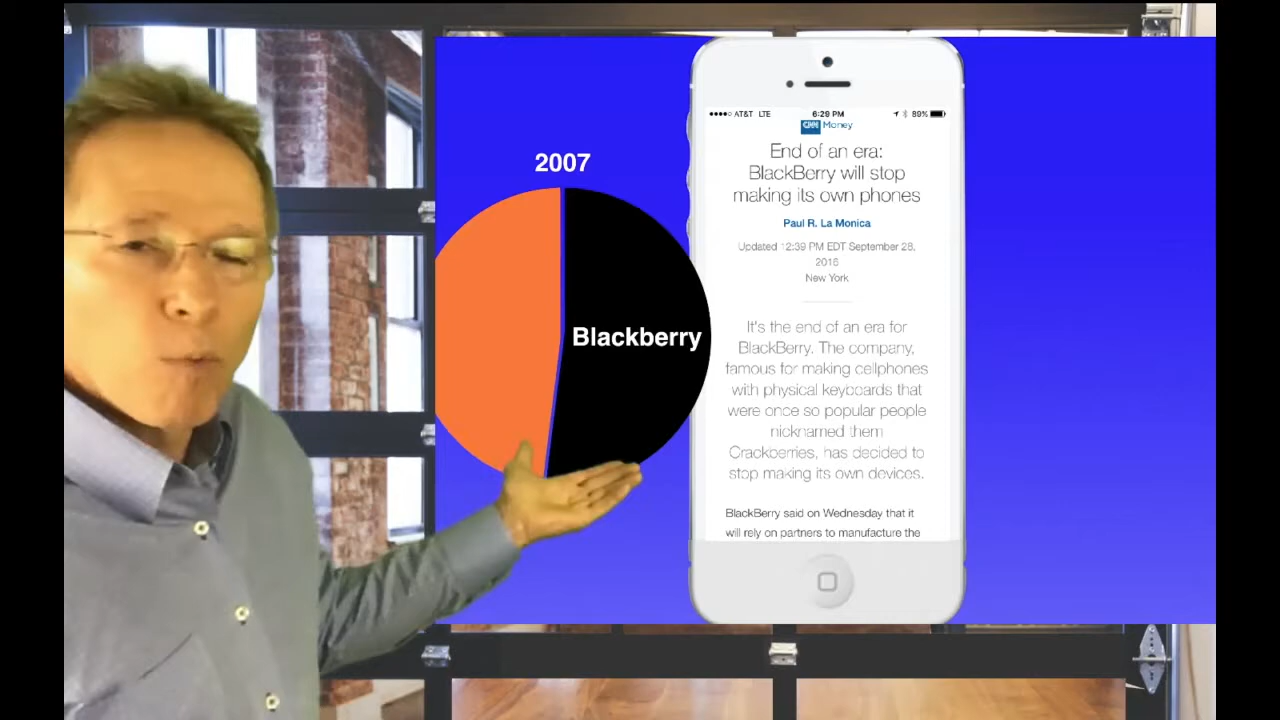 2007
Blackberry
●●●●○ AT&T LTE 6:29 PM 89%
CNN Money
End of an era:
BlackBerry will stop
making its own phones
Paul R. La Monica
Updated 12:39 PM EDT September 28,
2016
New York
It's the end of an era for
BlackBerry. The company,
famous for making cellphones
with physical keyboards that
were once so popular people
nicknamed them
Crackberries, has decided to
stop making its own devices.
BlackBerry said on Wednesday that it
will rely on partners to manufacture the